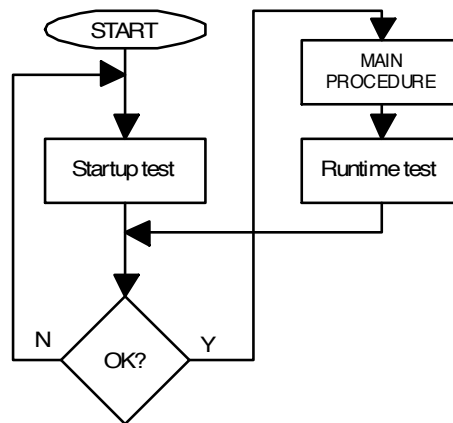 START
MAIN
PROCEDURE
Startup test
Runtime test
N
OK?
Y